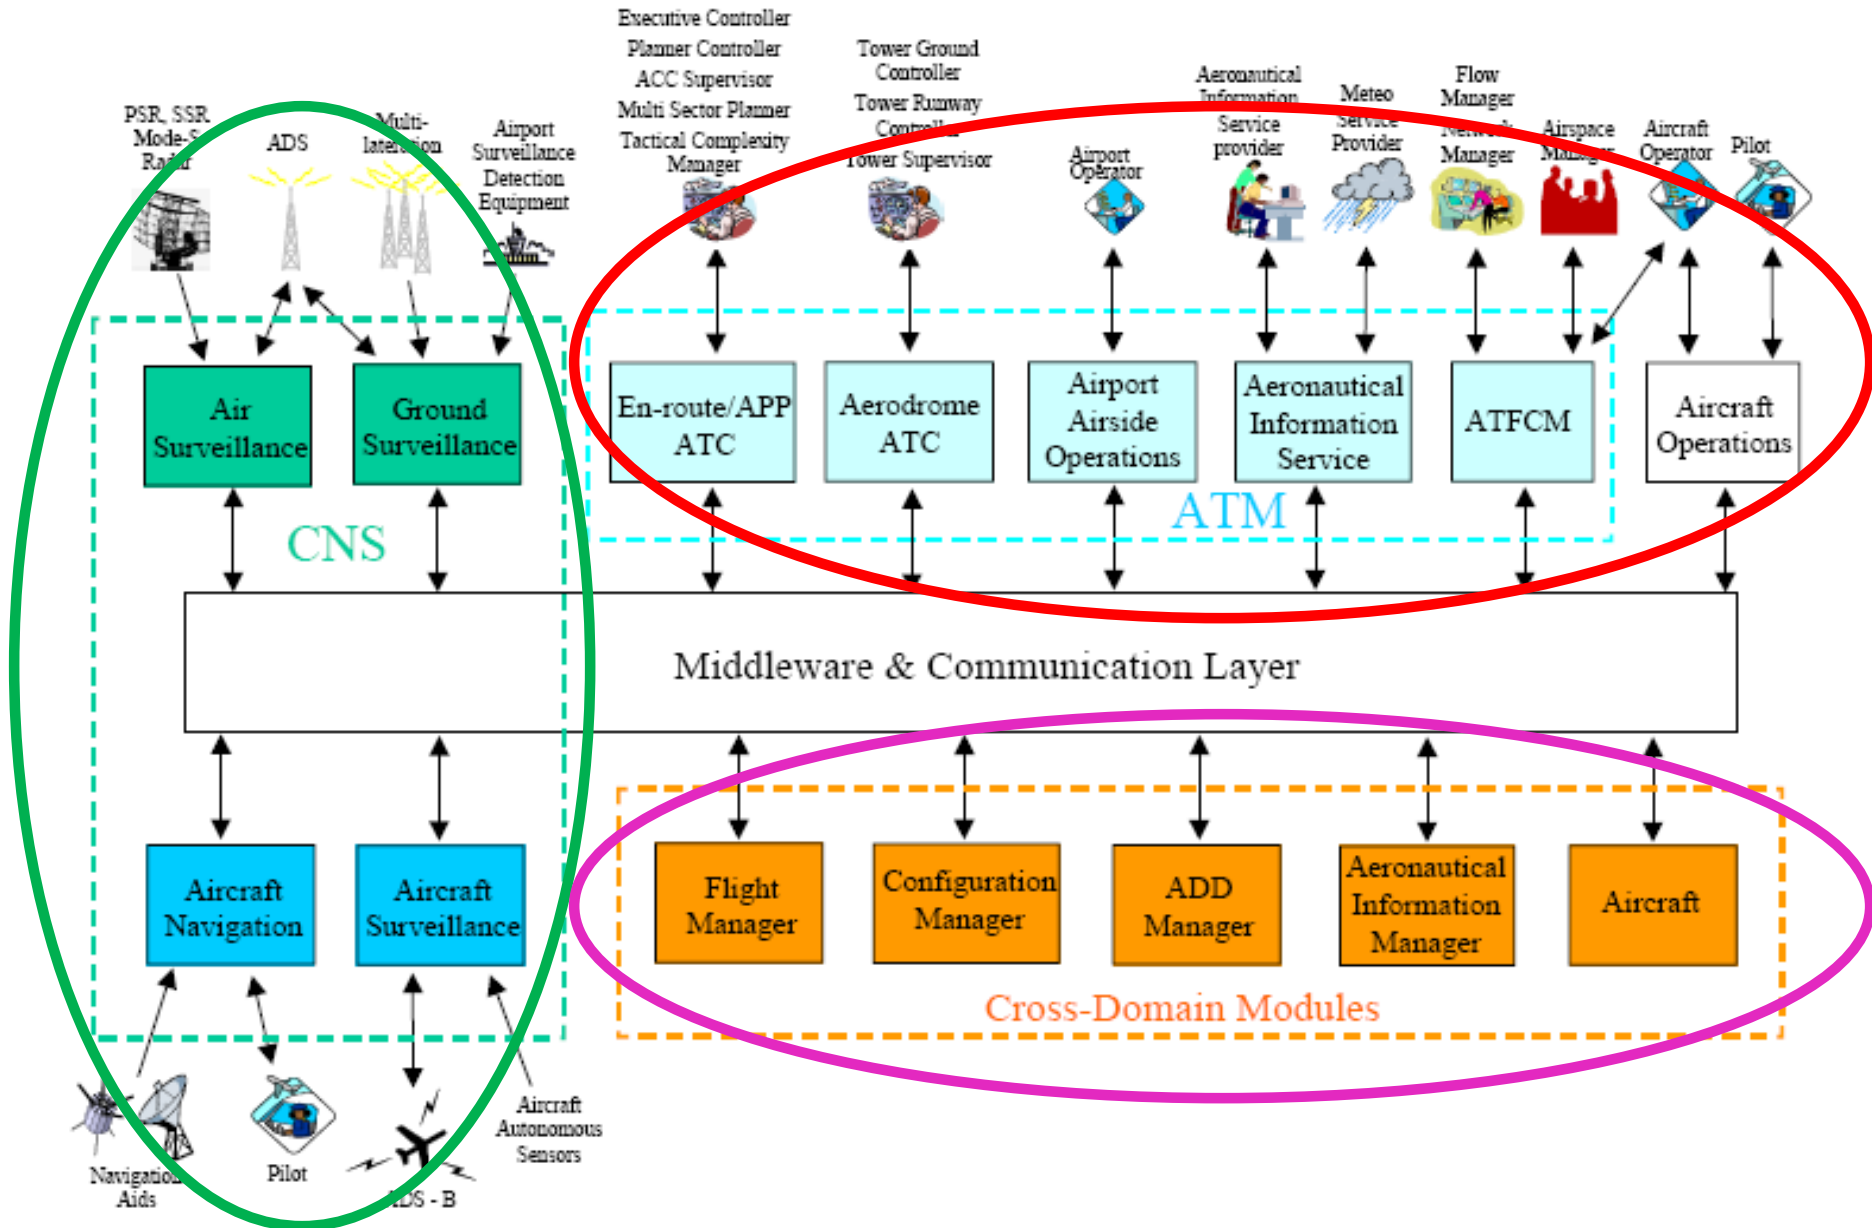 Executive Controller
Planner Controller
ACC Supervisor
Multi Sector Planner
Tactical Complexity
Manager
Tower Ground
Controller
Tower Runway
Controller
Tower Supervisor
Airport
Operator
Aeronautical
Information
Service
provider
Meteo
Service
Provider
Flow
Manager
Network
Manager
Airspace
Manager
Aircraft
Operator
Pilot
PSR, SSR
Mode-S
Radar
ADS
Multi-
lateration
Airport
Surveillance
Detection
Equipment
Air
Surveillance
Ground
Surveillance
CNS
En-route/APP
ATC
Aerodrome
ATC
Airport
Airside
Operations
Aeronautical
Information
Service
ATFCM
Aircraft
Operations
ATM
Middleware & Communication Layer
Aircraft
Navigation
Aircraft
Surveillance
Flight
Manager
Configuration
Manager
ADD
Manager
Aeronautical
Information
Manager
Aircraft
Cross-Domain Modules
Navigation
Aids
Pilot
ADS - B
Aircraft
Autonomous
Sensors